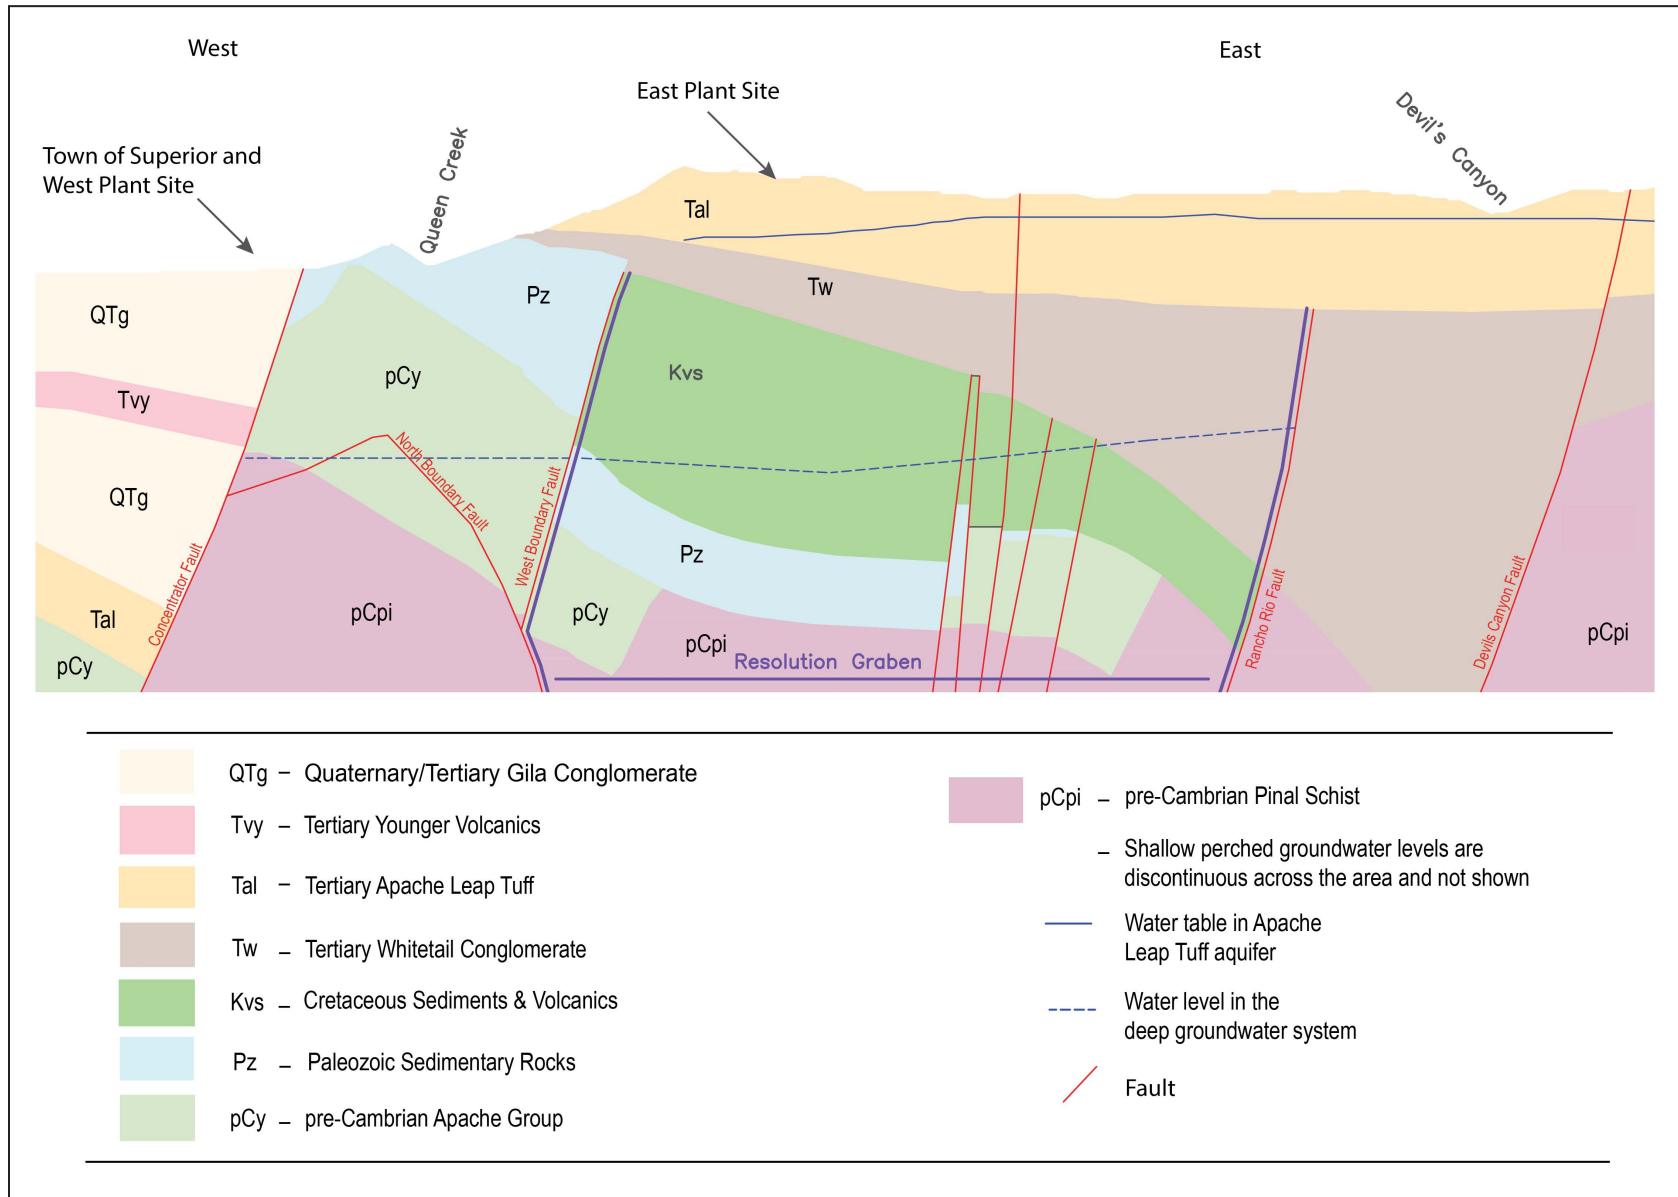 West
East
East Plant Site
Devil's Canyon
Queen Creek
Town of Superior and
West Plant Site
Tal
QTg
Pz
Tw
pCy
Kvs
Tvy
North Boundary Fault
QTg
West Boundary Fault
Pz
Concentrator Fault
pCpi
pCy
Tal
pCpi
Rancho Rio Fault
Devils Canyon Fault
pCpi
pCy
Resolution Graben
QTg – Quaternary/Tertiary Gila Conglomerate
Tvy – Tertiary Younger Volcanics
Tal – Tertiary Apache Leap Tuff
Tw – Tertiary Whitetail Conglomerate
Kvs – Cretaceous Sediments & Volcanics
Pz – Paleozoic Sedimentary Rocks
pCy – pre-Cambrian Apache Group
pCpi – pre-Cambrian Pinal Schist
– Shallow perched groundwater levels are
discontinuous across the area and not shown
Water table in Apache
Leap Tuff aquifer
Water level in the
deep groundwater system
Fault